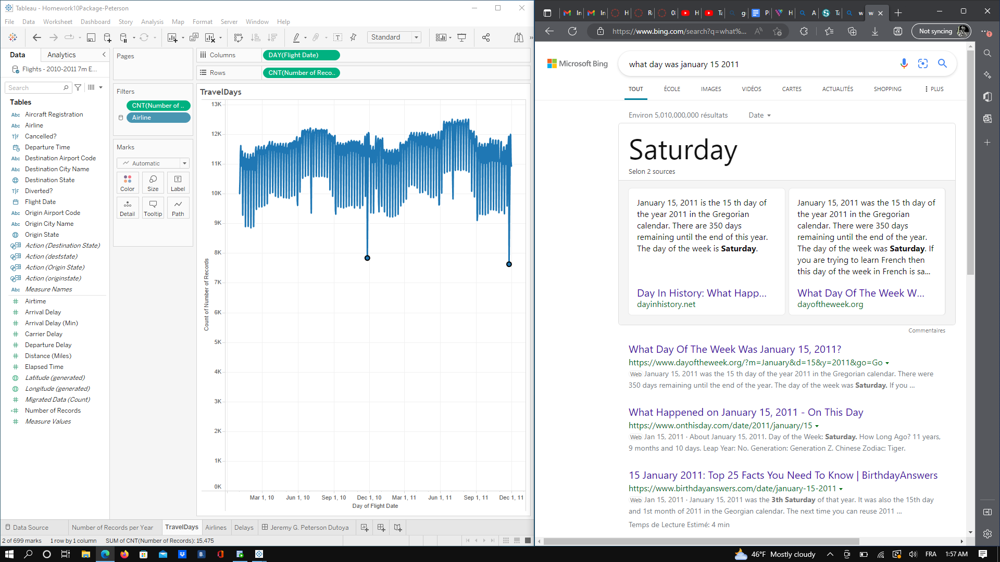 Tableau - Homework10Package-Peterson
File Data Worksheet Dashboard Story Analysis Map Format Server Window Help
Standard
Data Analytics
Flights - 2010-2011 7m E...
Search
Tables
Abc Aircraft Registration
Abc Airline
T|F Cancelled?
Departure Time
Abc Destination Airport Code
Abc Destination City Name
Destination State
T|F Diverted?
Flight Date
Abc Origin Airport Code
Abc Origin City Name
Origin State
Action (Destination State)
Action (deststate)
Action (Origin State)
Action (originstate)
Abc Measure Names
Airtime
Arrival Delay
Arrival Delay (Min)
Carrier Delay
Departure Delay
Distance (Miles)
Elapsed Time
Latitude (generated)
Longitude (generated)
Migrated Data (Count)
Number of Records
Measure Values
Pages
Filters
CNT(Number of ..
Airline
Marks
Automatic
Color Size Label
Detail Tooltip Path
Columns DAY(Flight Date)
Rows CNT(Number of Reco..
TravelDays
13K
12K
11K
10K
9K
8K
7K
6K
5K
4K
3K
2K
1K
0K
Count of Number of Records
Mar 1, 10 Jun 1, 10 Sep 1, 10 Dec 1, 10 Mar 1, 11 Jun 1, 11 Sep 1, 11 Dec 1, 11
Day of Flight Date
Data Source Number of Records per Year TravelDays Airlines Delays Jeremy G. Peterson Dutoya
2 of 699 marks 1 row by 1 column SUM of CNT(Number of Records): 15,475
In In H R 08 H Ta g P H A Ta w w
https://www.bing.com/search?q=what%...
Not syncing
Microsoft Bing
what day was january 15 2011
TOUT ÉCOLE IMAGES VIDÉOS CARTES ACTUALITÉS SHOPPING PLUS
Environ 5,010,000,000 résultats Date
Saturday
Selon 2 sources
January 15, 2011 is the 15 th day of
the year 2011 in the Gregorian
calendar. There are 350 days
remaining until the end of this year.
The day of the week is Saturday.
Day In History: What Happ...
dayinhistory.net
January 15, 2011 was the 15 th day of
the year 2011 in the Gregorian
calendar. There were 350 days
remaining until the end of the year.
The day of the week was Saturday. If
you are trying to learn French then
this day of the week in French is sa...
What Day Of The Week W...
dayoftheweek.org
Commentaires
What Day Of The Week Was January 15, 2011?
https://www.dayoftheweek.org/?m=January&d=15&y=2011&go=Go
Web January 15, 2011 was the 15 th day of the year 2011 in the Gregorian calendar. There were
350 days remaining until the end of the year. The day of the week was Saturday. If you ...
What Happened on January 15, 2011 - On This Day
https://www.onthisday.com/date/2011/january/15
Web Jan 15, 2011 · About January 15, 2011. Day of the Week: Saturday. How Long Ago? 11 years,
9 months and 10 days. Leap Year: No. Generation: Generation Z. Chinese Zodiac: Tiger.
15 January 2011: Top 25 Facts You Need To Know | BirthdayAnswers
https://www.birthdayanswers.com/date/january-15-2011
Web Jan 15, 2011 · January 15, 2011 was the 3th Saturday of that year. It was also the 15th day
and 1st month of 2011 in the Georgian calendar. The next time you can reuse 2011 ...
Temps de Lecture Estimé: 4 min
46°F Mostly cloudy FRA 1:57 AM